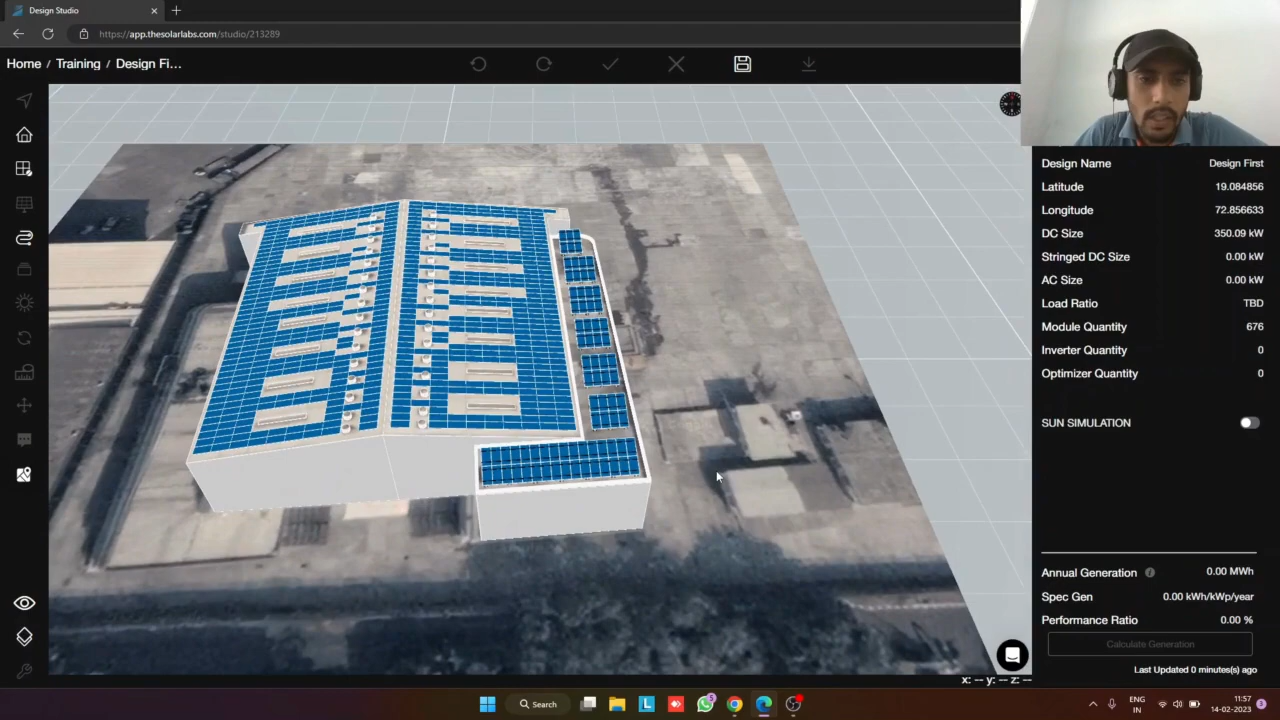 Design Studio
https://app.thesolarlabs.com/studio/213289
Home / Training / Design Fi...
Design Name Design First
Latitude 19.084856
Longitude 72.856633
DC Size 350.09 kW
Stringed DC Size 0.00 kW
AC Size 0.00 kW
Load Ratio TBD
Module Quantity 676
Inverter Quantity 0
Optimizer Quantity 0
SUN SIMULATION
Annual Generation 0.00 MWh
Spec Gen 0.00 kWh/kWp/year
Performance Ratio 0.00 %
Calculate Generation
Last Updated 0 minutes(s) ago
x: -- y: -- z: --
Search
L
5
ENG
IN
11:57
14-02-2023
3